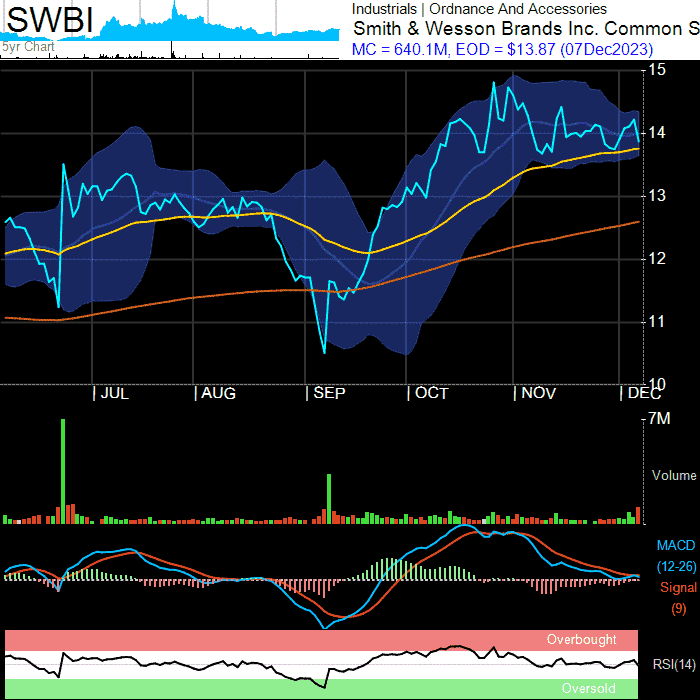 SWBI
5yr Chart
Industrials | Ordnance And Accessories
Smith & Wesson Brands Inc. Common S
MC = 640.1M, EOD = $13.87 (07Dec2023)
15
14
13
12
11
10
| JUL | AUG | SEP | OCT | NOV | DEC
7M
Volume
MACD
(12-26)
Signal
(9)
Overbought
RSI(14)
Oversold